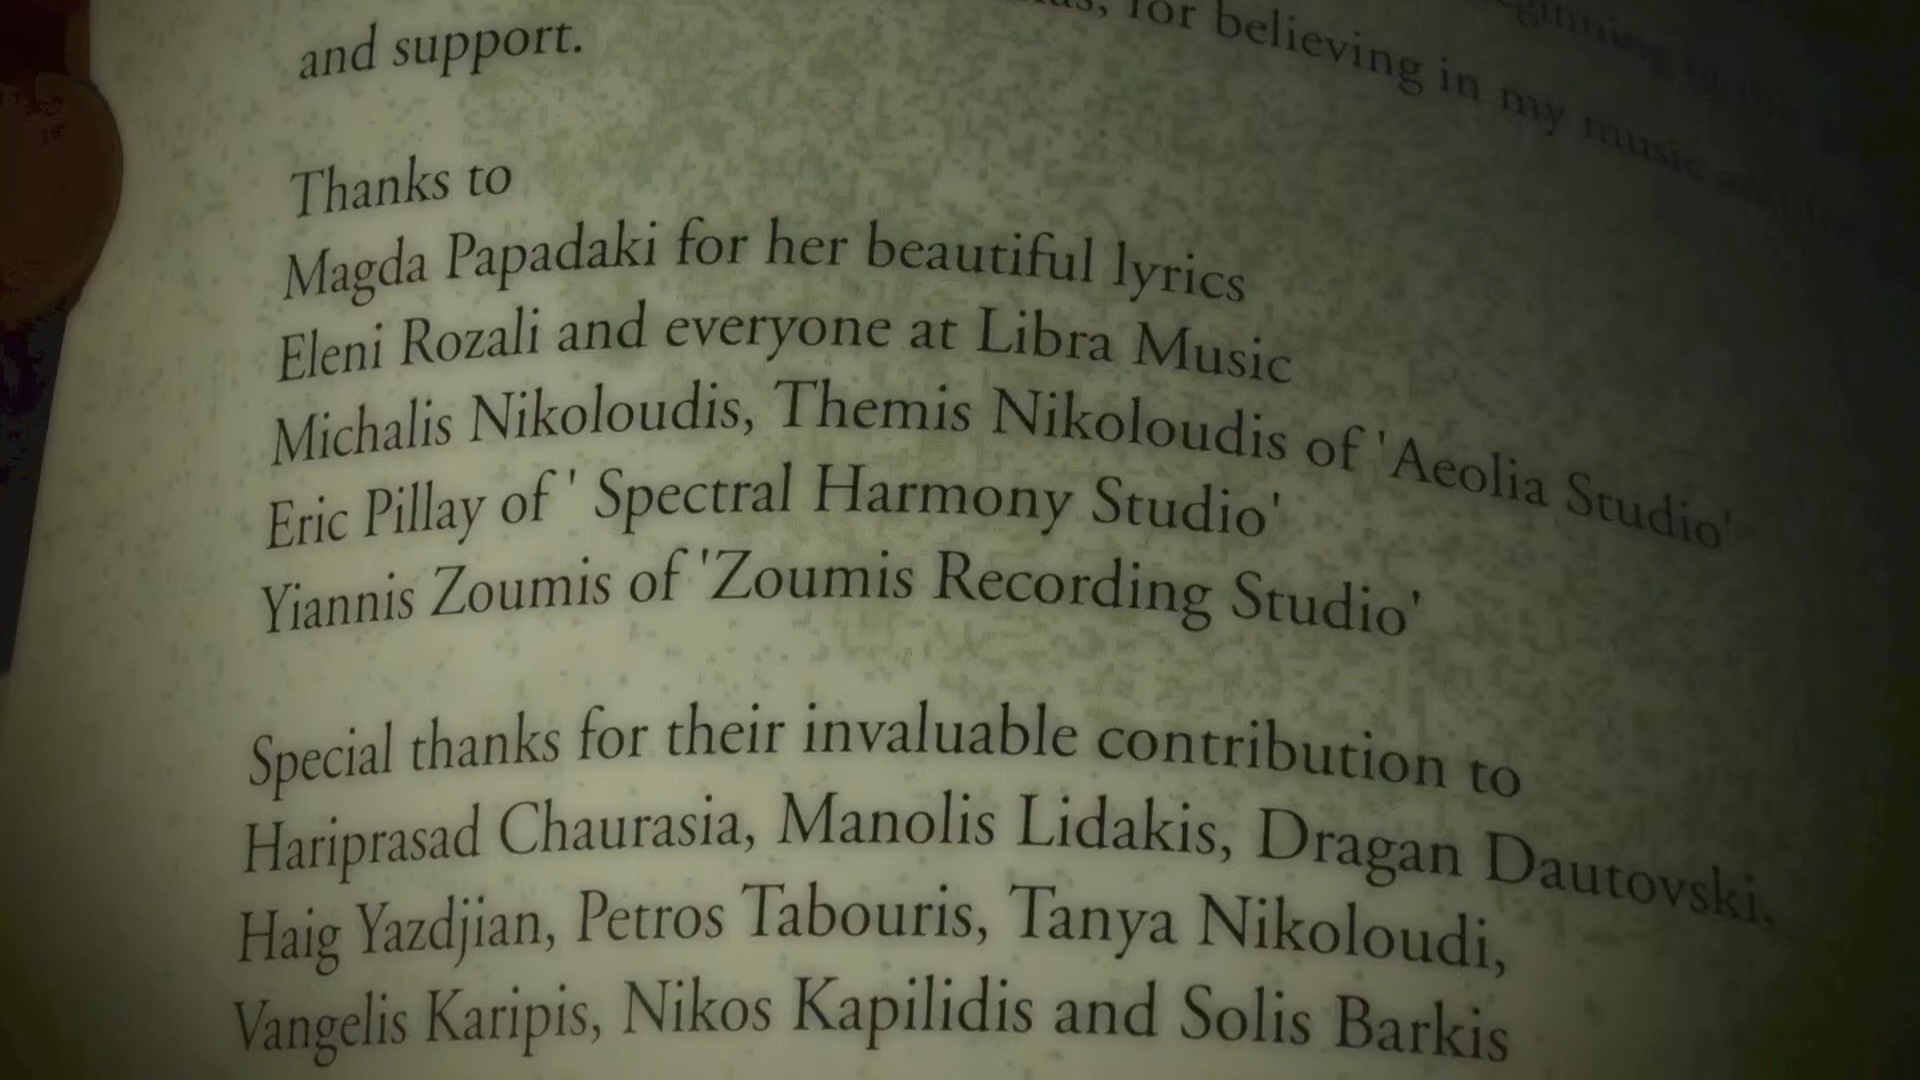 beginning
for believing in my music and
and support.
Thanks to
Magda Papadaki for her beautiful lyrics
Eleni Rozali and everyone at Libra Music
Michalis Nikoloudis, Themis Nikoloudis of 'Aeolia Studio'
Eric Pillay of ' Spectral Harmony Studio'
Yiannis Zoumis of 'Zoumis Recording Studio'
Special thanks for their invaluable contribution to
Hariprasad Chaurasia, Manolis Lidakis, Dragan Dautovski,
Haig Yazdjian, Petros Tabouris, Tanya Nikoloudi,
Vangelis Karipis, Nikos Kapilidis and Solis Barkis